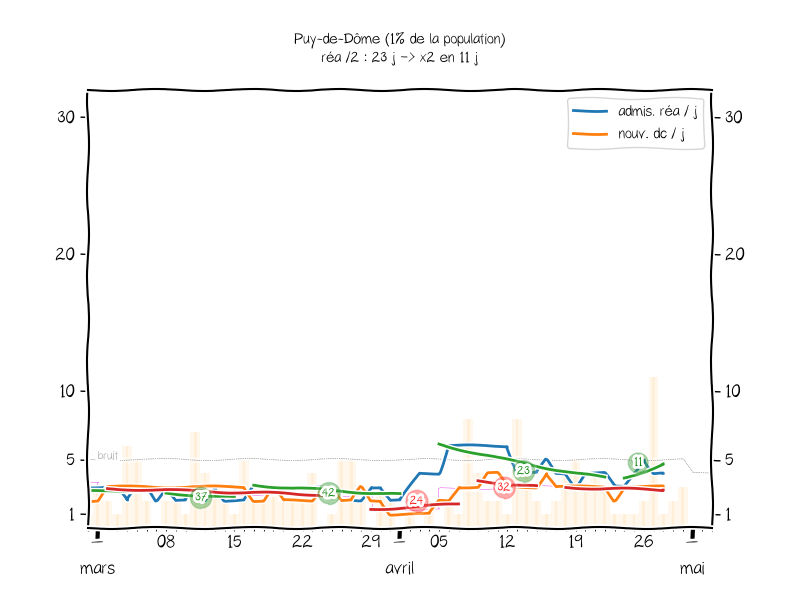 Puy-de-Dôme (1% de la population)
réa /2 : 23 j -> x2 en 11 j
admis. réa / j
nouv. dc / j
30 30
20 20
10 10
bruit
5 5
1 1
37 42 24 32 23 11
08 15 22 29 05 12 19 26
mars avril mai